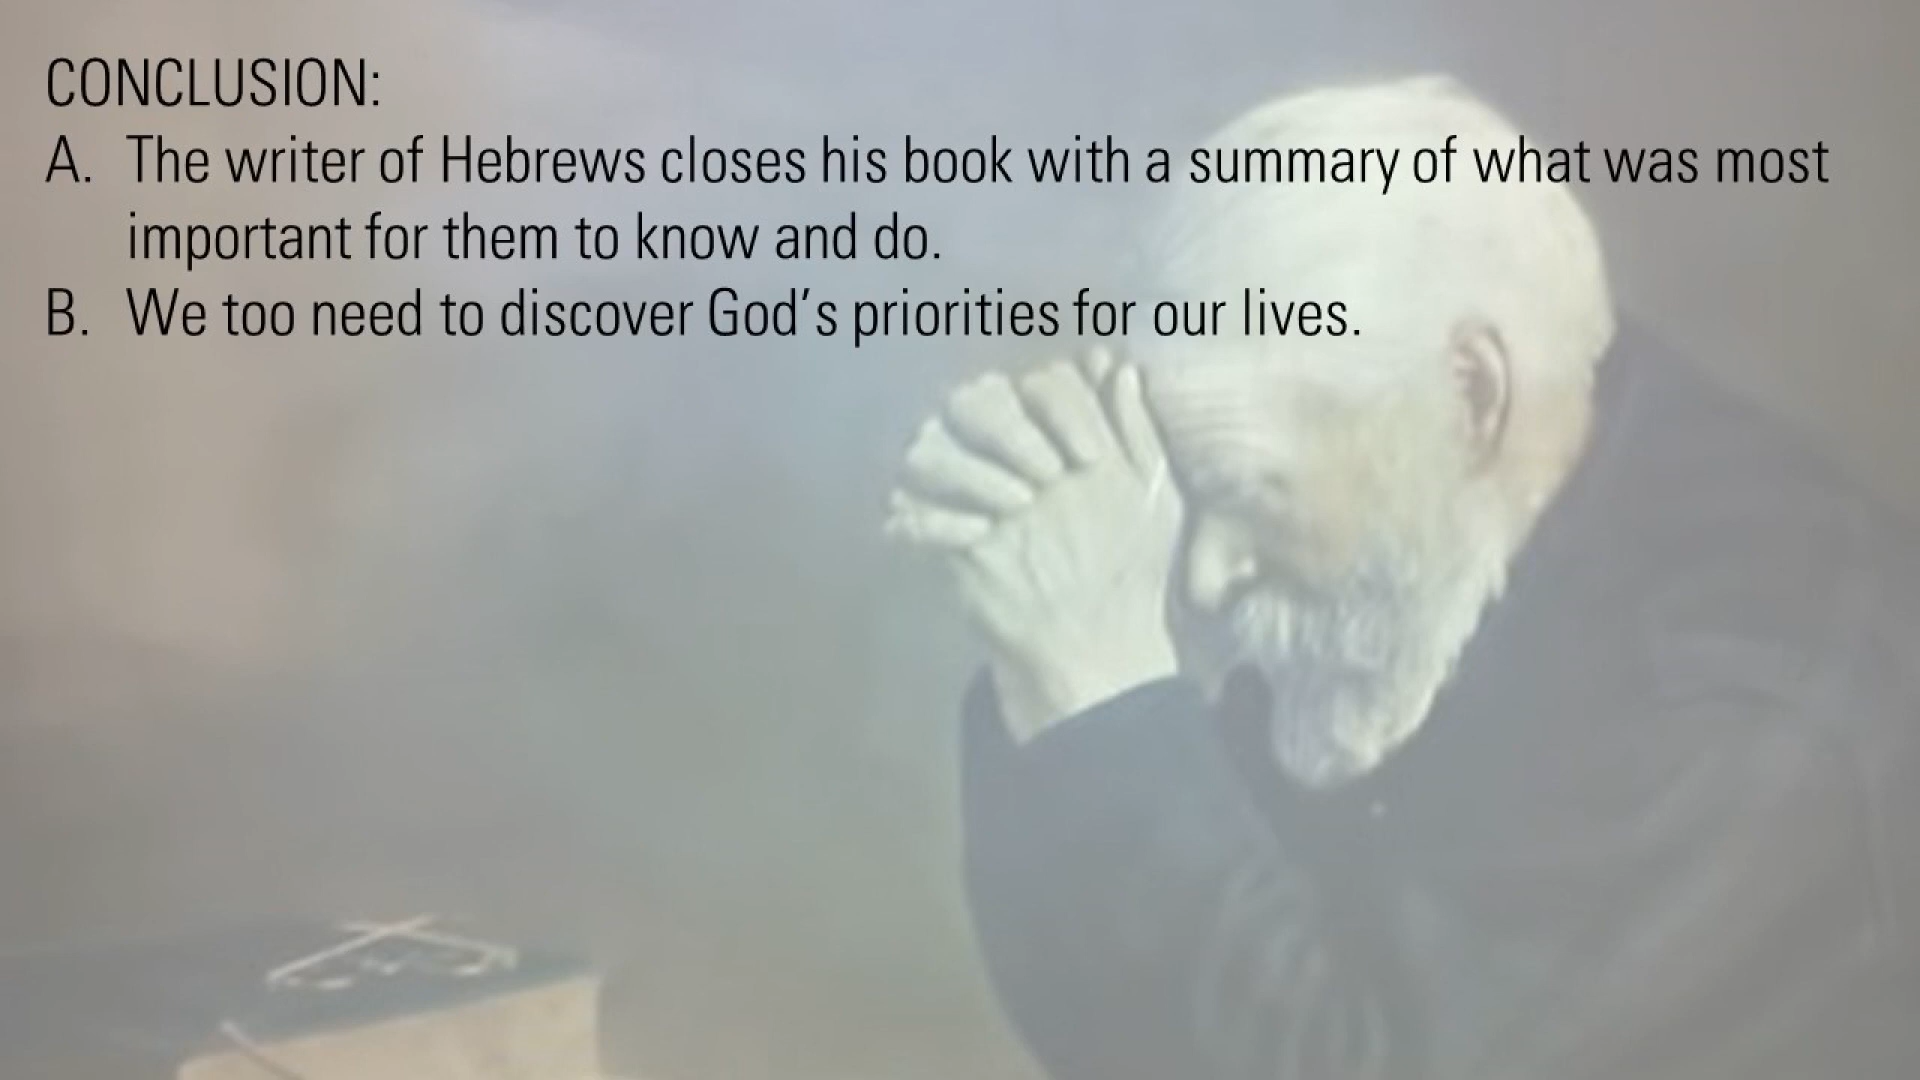 CONCLUSION:
A. The writer of Hebrews closes his book with a summary of what was most
important for them to know and do.
B. We too need to discover God's priorities for our lives.